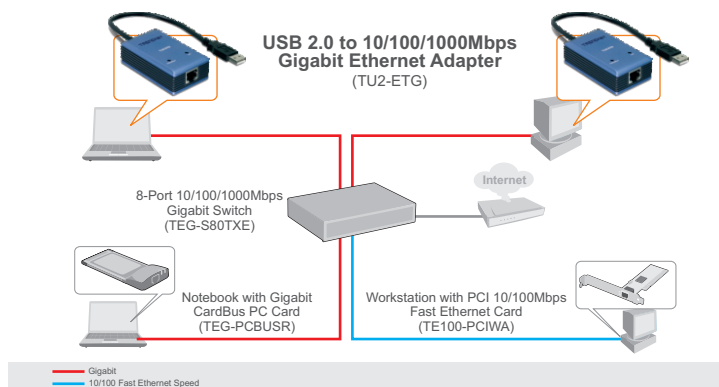 USB 2.0 to 10/100/1000Mbps
Gigabit Ethernet Adapter
(TU2-ETG)
8-Port 10/100/1000Mbps
Gigabit Switch
(TEG-S80TXE)
Internet
Notebook with Gigabit
CardBus PC Card
(TEG-PCBUSR)
Workstation with PCI 10/100Mbps
Fast Ethernet Card
(TE100-PCIWA)
Gigabit
10/100 Fast Ethernet Speed